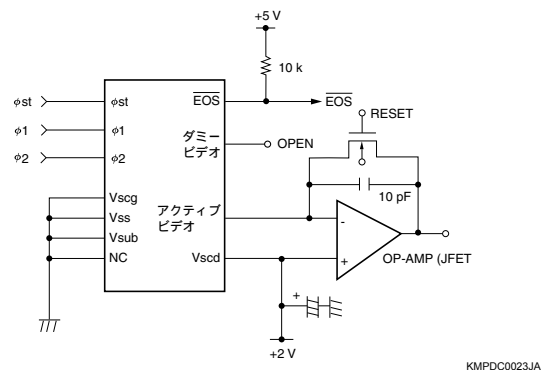 +5 V
10 k
φst
φst
EOS
EOS
RESET
φ1
φ1
ダミー
ビデオ
OPEN
φ2
φ2
Vscg
10 pF
Vss
アクティブ
ビデオ
-
Vsub
NC
Vscd
+
OP-AMP (JFET
+
+2 V
KMPDC0023JA